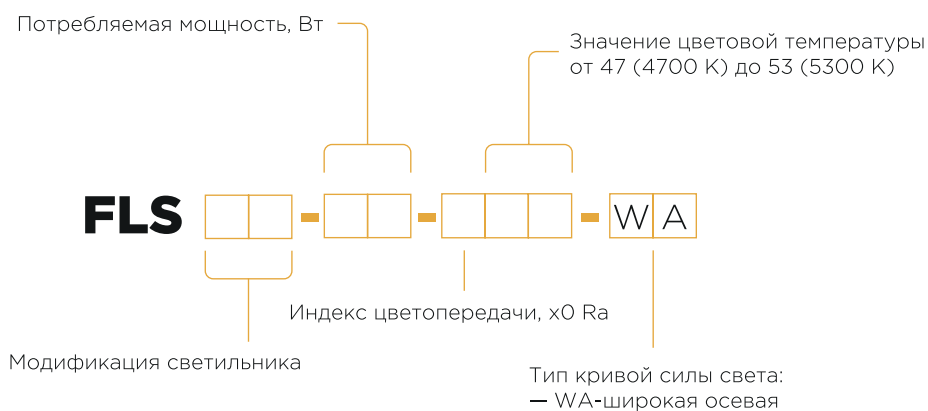 Потребляемая мощность, Вт
Значение цветовой температуры
от 47 (4700 К) до 53 (5300 К)
FLS - - - WA
Индекс цветопередачи, x0 Ra
Модификация светильника
Тип кривой силы света:
– WA-широкая осевая